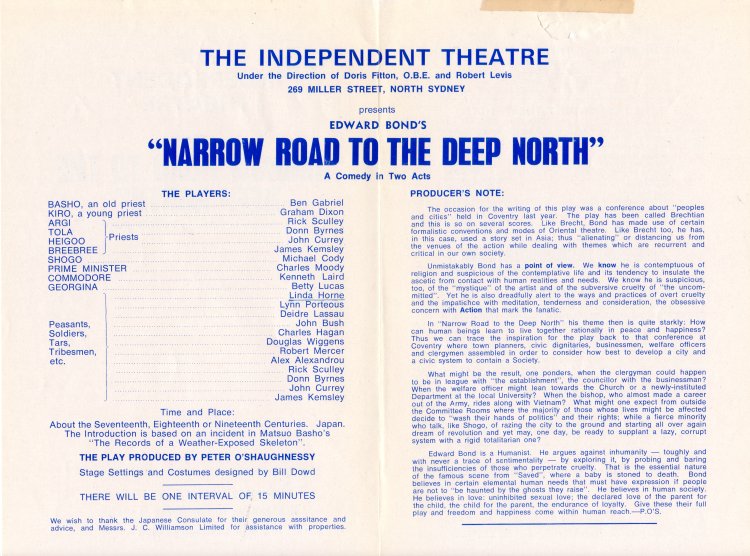 THE INDEPENDENT THEATRE
Under the Direction of Doris Fitton, O.B.E. and Robert Levis
269 MILLER STREET, NORTH SYDNEY
presents
EDWARD BOND'S
"NARROW ROAD TO THE DEEP NORTH"
A Comedy in Two Acts
THE PLAYERS:
BASHO, an old priest Ben Gabriel
KIRO, a young priest Graham Dixon
ARGI Rick Sculley
TOLA Donn Byrnes
Priests
HEIGOO John Currey
BREEBREE James Kemsley
SHOGO Michael Cody
PRIME MINISTER Charles Moody
COMMODORE Kenneth Laird
GEORGINA Betty Lucas
Linda Horne
Lynn Porteous
Deidre Lassau
Peasants, John Bush
Soldiers, Charles Hagan
Tars, Douglas Wiggens
Tribesmen, Robert Mercer
etc. Alex Alexandrou
Rick Sculley
Donn Byrnes
John Currey
James Kemsley
Time and Place:
About the Seventeenth, Eighteenth or Nineteenth Centuries. Japan.
The Introduction is based on an incident in Matsuo Basho's
"The Records of a Weather-Exposed Skeleton".
THE PLAY PRODUCED BY PETER O'SHAUGHNESSY
Stage Settings and Costumes designed by Bill Dowd
THERE WILL BE ONE INTERVAL OF 15 MINUTES
We wish to thank the Japanese Consulate for their generous asssitance and
advice, and Messrs. J. C. Williamson Limited for assistance with properties.
PRODUCER'S NOTE:
The occasion for the writing of this play was a conference about "peoples
and cities" held in Coventry last year. The play has been called Brechtian
and this is so on several scores. Like Brecht, Bond has made use of certain
formalistic conventions and modes of Oriental theatre. Like Brecht too, he has,
in this case, used a story set in Asia; thus "alienating" or distancing us from
the venues of the action while dealing with themes which are recurrent and
critical in our own society.
Unmistakably Bond has a point of view. We know he is contemptuous of
religion and suspicious of the contemplative life and its tendency to insulate the
ascetic from contact with human realities and needs. We know he is suspicious,
too, of the "mystique" of the artist and of the subversive cruelty of "the uncom-
mitted". Yet he is also dreadfully alert to the ways and practices of overt cruelty
and the impatichce with meditation, tenderness and consideration, the obsessive
concern with Action that mark the fanatic.
In "Narrow Road to the Deep North" his theme then is quite starkly: How
can human beings learn to live together rationally in peace and happiness?
Thus we can trace the inspiration for the play back to that conference at
Coventry where town planners, civic dignitaries, businessmen, welfare officers
and clergymen assembled in order to consider how best to develop a city and
a civic system to contain a Society.
What might be the result, one ponders, when the clergyman could happen
to be in league with "the establishment", the councillor with the businessman?
When the welfare officer might lean towards the Church or a newly-instituted
Department at the local University? When the bishop, who almost made a career
out of the Army, rides along with Vietnam? What might one expect from outside
the Committee Rooms where the majority of those whose lives might be affected
decide to "wash their hands of politics" and their rights; while a fierce minority
who talk, like Shogo, of razing the city to the ground and starting all over again
dream of revolution and yet may, one day, be ready to supplant a lazy, corrupt
system with a rigid totalitarian one?
Edward Bond is a Humanist. He argues against inhumanity — toughly and
with never a trace of sentimentality — by exploring it, by probing and baring
the insufficiencies of those who perpetrate cruelty. That is the essential nature
of the famous scene from "Saved", where a baby is stoned to death. Bond
believes in certain elemental human needs that must have expression if people
are not to "be haunted by the ghosts they raise". He believes in human society.
He believes in love: uninhibited sexual love; the declared love of the parent for
the child, the child for the parent, the endurance of loyalty. Give these their full
play and freedom and happiness come within human reach.—P.O'S.